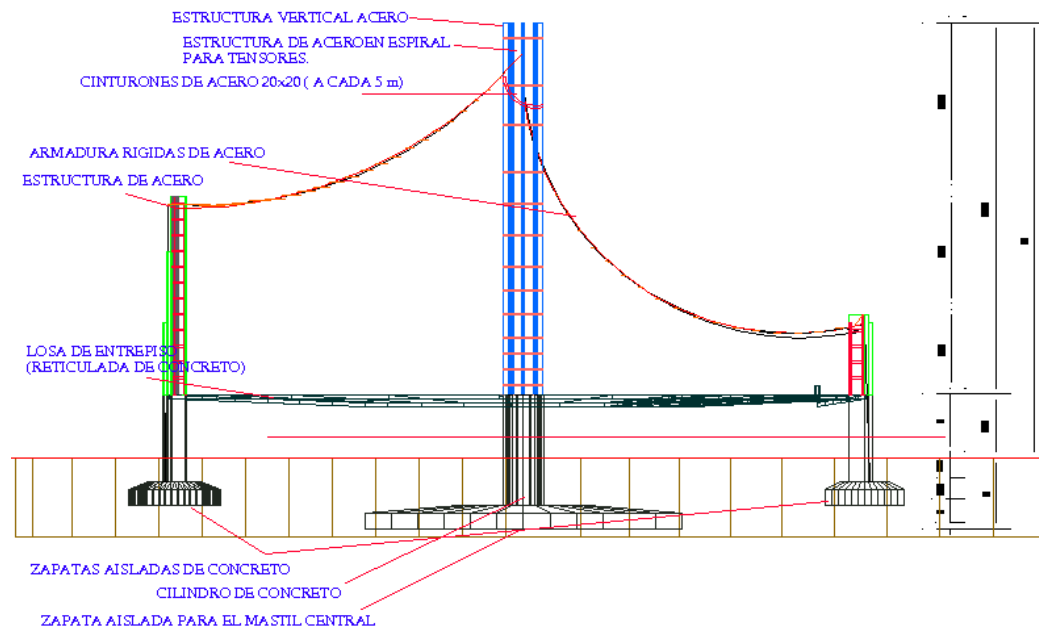 ESTRUCTURA VERTICAL ACERO
ESTRUCTURA DE ACEROEN ESPIRAL
PARA TENSORES.
CINTURONES DE ACERO 20x20 ( A CADA 5 m)
ARMADURA RIGIDAS DE ACERO
ESTRUCTURA DE ACERO
LOSA DE ENTREPISO
(RETICULADA DE CONCRETO)
ZAPATAS AISLADAS DE CONCRETO
CILINDRO DE CONCRETO
ZAPATA AISLADA PARA EL MASTIL CENTRAL